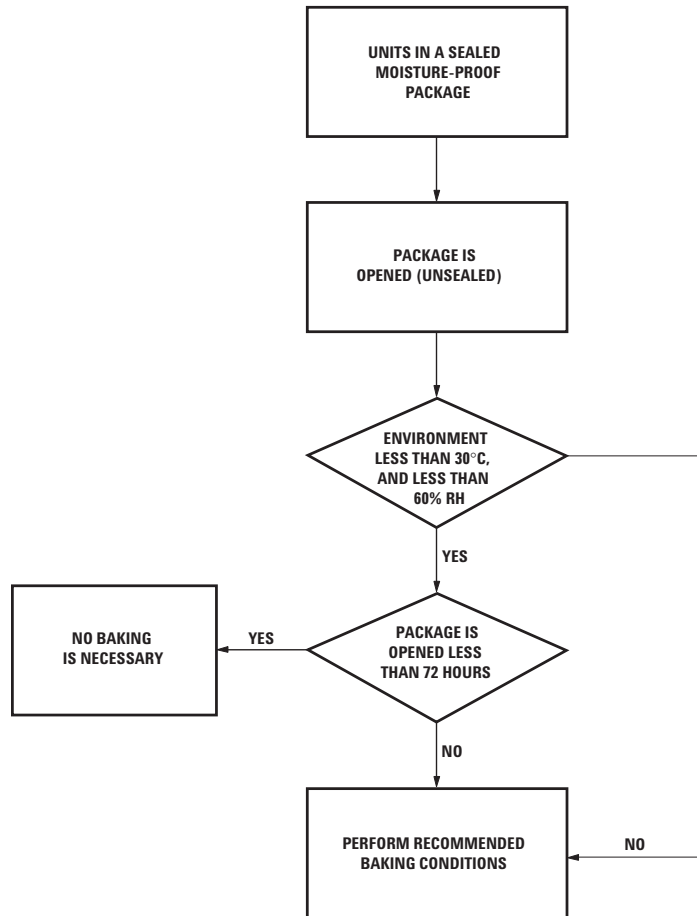 UNITS IN A SEALED
MOISTURE-PROOF
PACKAGE
PACKAGE IS
OPENED (UNSEALED)
ENVIRONMENT
LESS THAN 30°C,
AND LESS THAN
60% RH
YES
NO BAKING
IS NECESSARY
YES
PACKAGE IS
OPENED LESS
THAN 72 HOURS
NO
PERFORM RECOMMENDED
BAKING CONDITIONS
NO